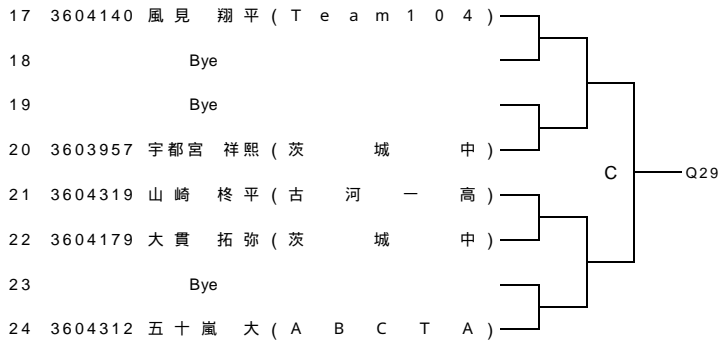 17 3604140 風見 翔平 (Team104)
18 Bye
19 Bye
20 3603957 宇都宮 祥熙 (茨城中)
C Q29
21 3604319 山崎 柊平 (古河一高)
22 3604179 大貫 拓弥 (茨城中)
23 Bye
24 3604312 五十嵐 大 (ABCTA)